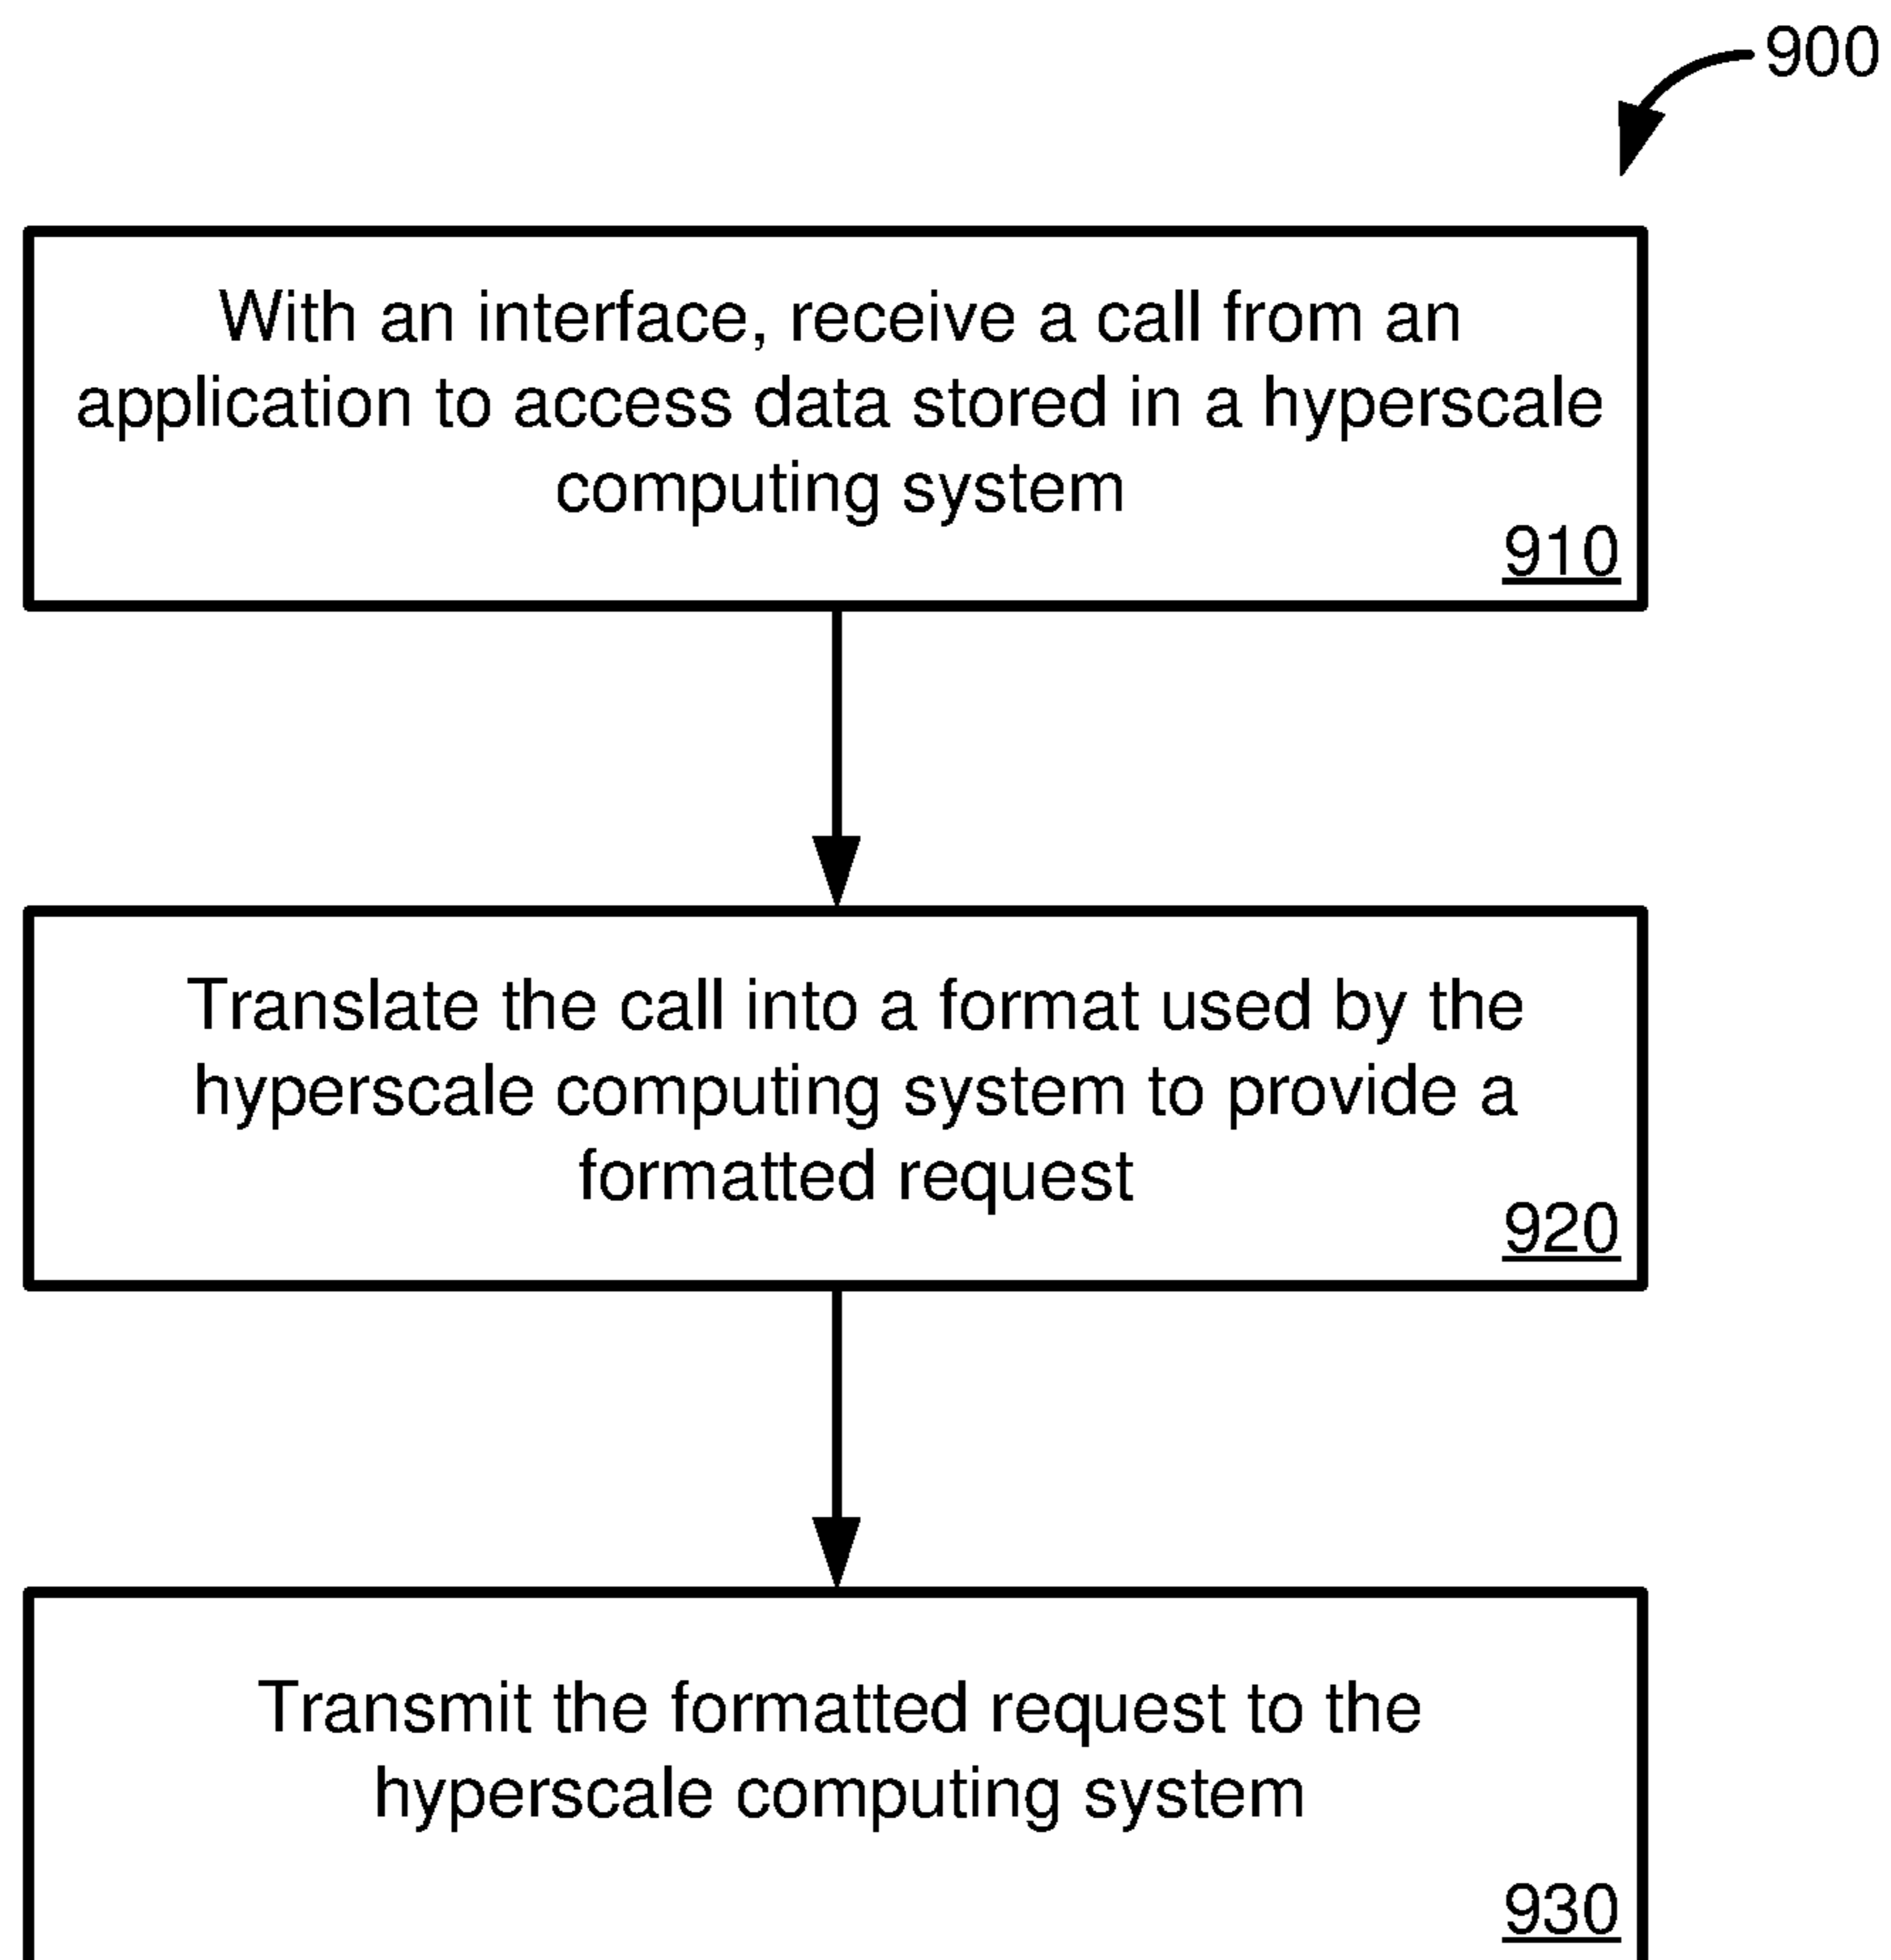 900
With an interface, receive a call from an
application to access data stored in a hyperscale
computing system
910
Translate the call into a format used by the
hyperscale computing system to provide a
formatted request
920
Transmit the formatted request to the
hyperscale computing system
930